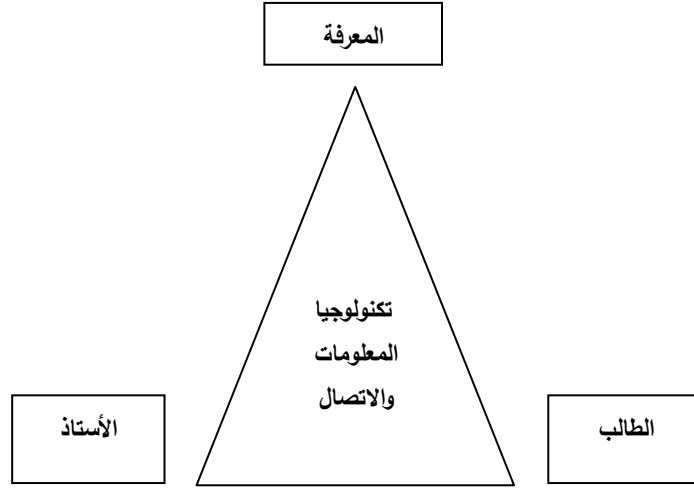 المعرفة
تكنولوجيا
المعلومات
والاتصال
الطالب
الأستاذ